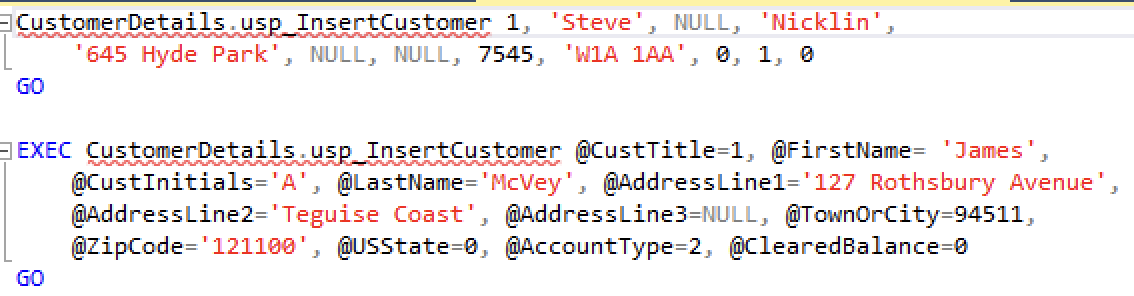 CustomerDetails.usp_InsertCustomer 1, 'Steve', NULL, 'Nicklin',
'645 Hyde Park', NULL, NULL, 7545, 'W1A 1AA', 0, 1, 0
GO
EXEC CustomerDetails.usp_InsertCustomer @CustTitle=1, @FirstName= 'James',
@CustInitials='A', @LastName='McVey', @AddressLine1='127 Rothsbury Avenue',
@AddressLine2='Teguise Coast', @AddressLine3=NULL, @TownOrCity=94511,
@ZipCode='121100', @USState=0, @AccountType=2, @ClearedBalance=0
GO